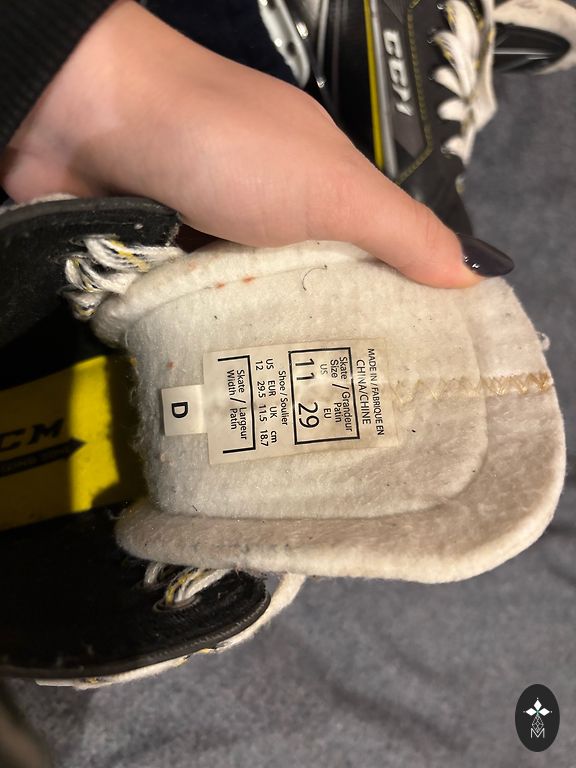 CCM
MADE IN / FABRIQUÉ EN
CHINA/CHINE
Skate / Grandeur
Size / Patin
US EU
11 29
Shoe / Soulier
US EUR UK cm
12 29.5 11.5 18.7
Skate / Largeur
Width / Patin
D
CCM
M